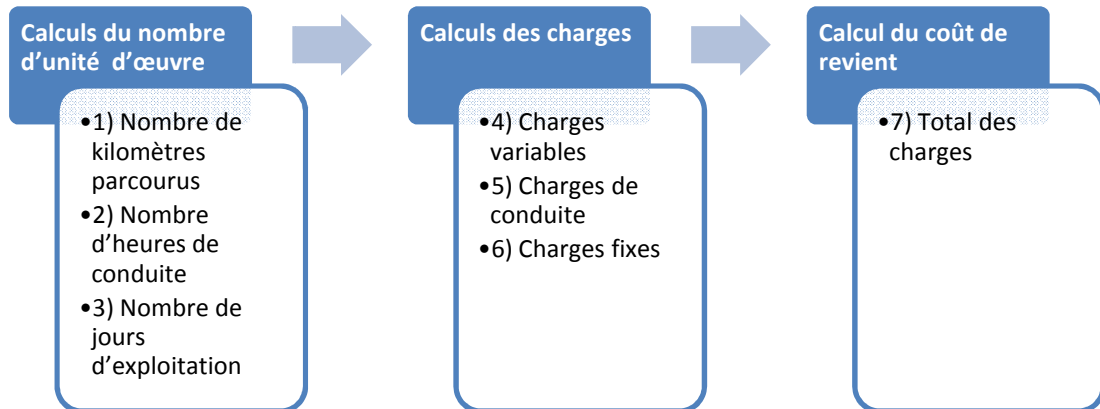 Calculs du nombre
d'unité  d'œuvre
•1) Nombre de
kilomètres
parcourus
•2) Nombre
d'heures de
conduite
•3) Nombre de
jours
d'exploitation
Calculs des charges
•4) Charges
variables
•5) Charges de
conduite
•6) Charges fixes
Calcul du coût de
revient
•7) Total des
charges